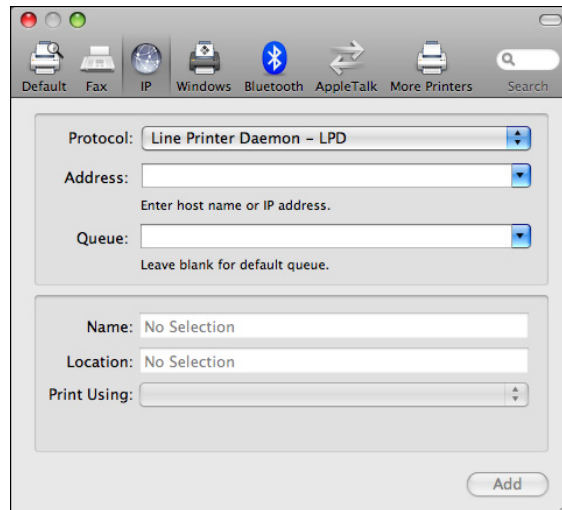 Default Fax IP Windows Bluetooth AppleTalk More Printers Search
Protocol: Line Printer Daemon – LPD
Address:
Enter host name or IP address.
Queue:
Leave blank for default queue.
Name: No Selection
Location: No Selection
Print Using:
Add